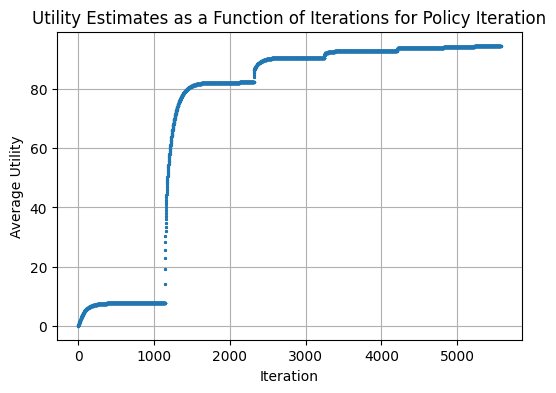 Utility Estimates as a Function of Iterations for Policy Iteration
Average Utility
80
60
40
20
0
0 1000 2000 3000 4000 5000
Iteration